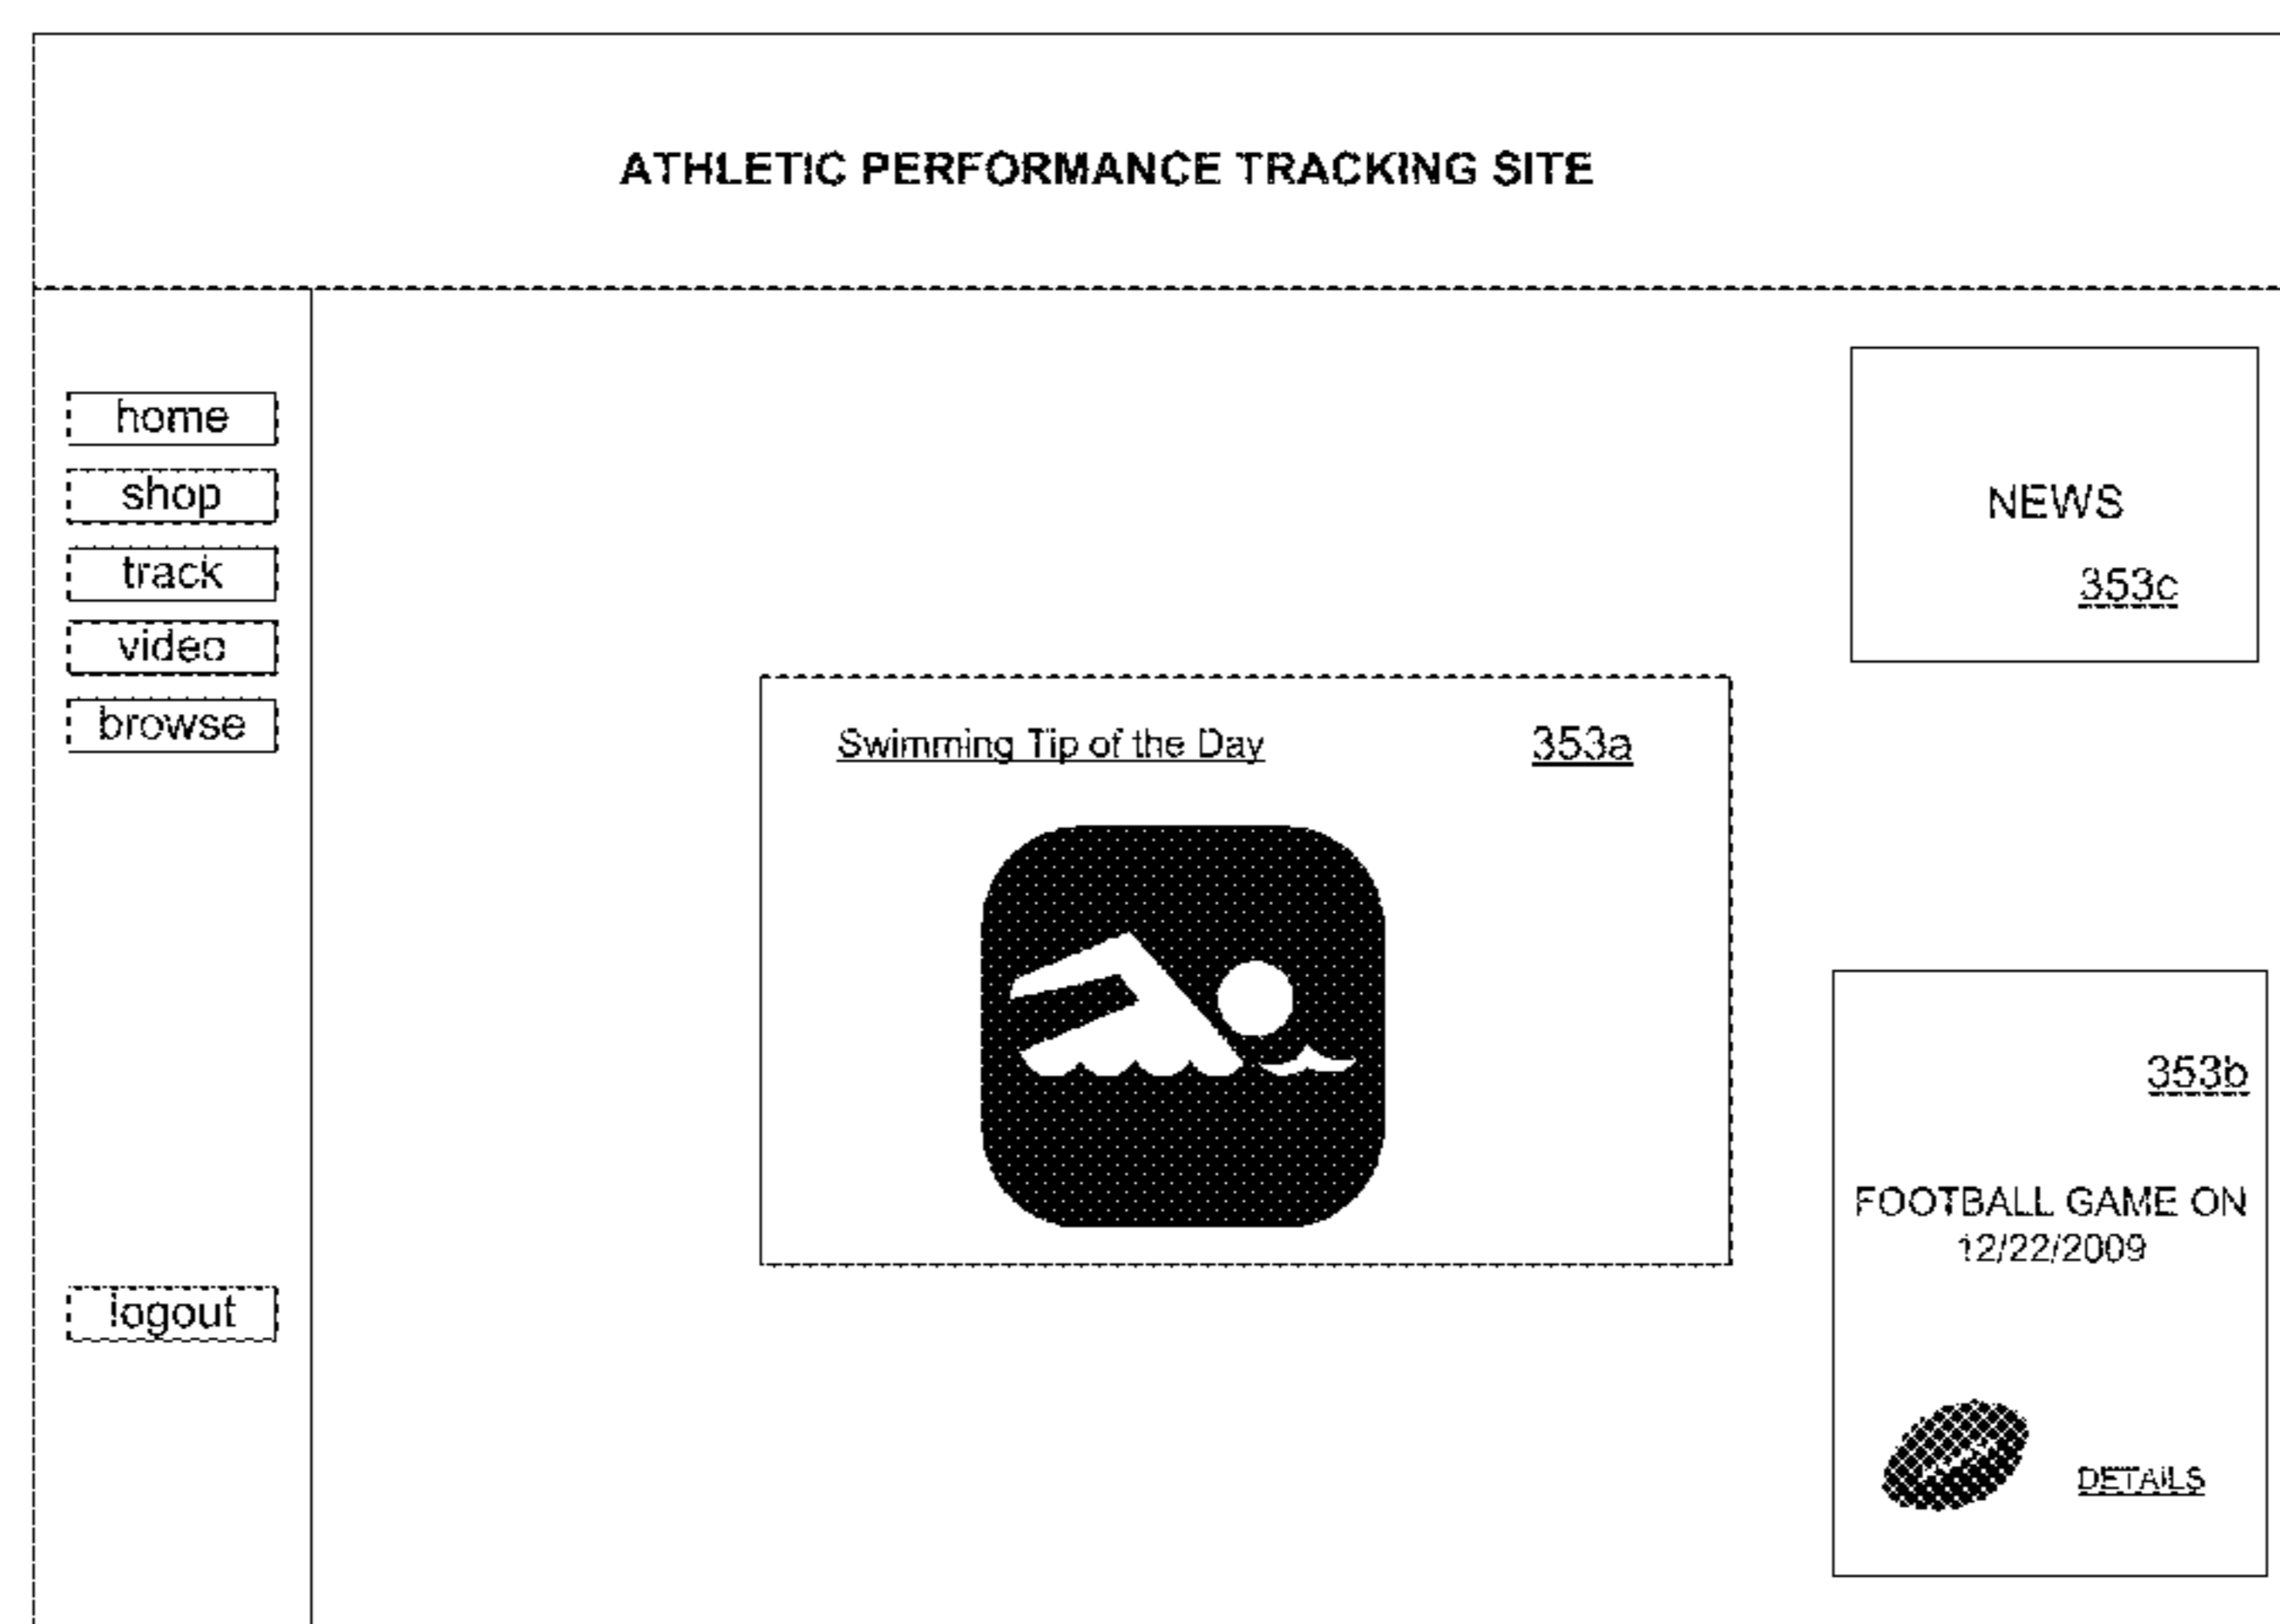 ATHLETIC PERFORMANCE TRACKING SITE
home
shop
track
video
browse
logout
Swimming Tip of the Day 353a
NEWS
353c
353b
FOOTBALL GAME ON
12/22/2009
DETAILS